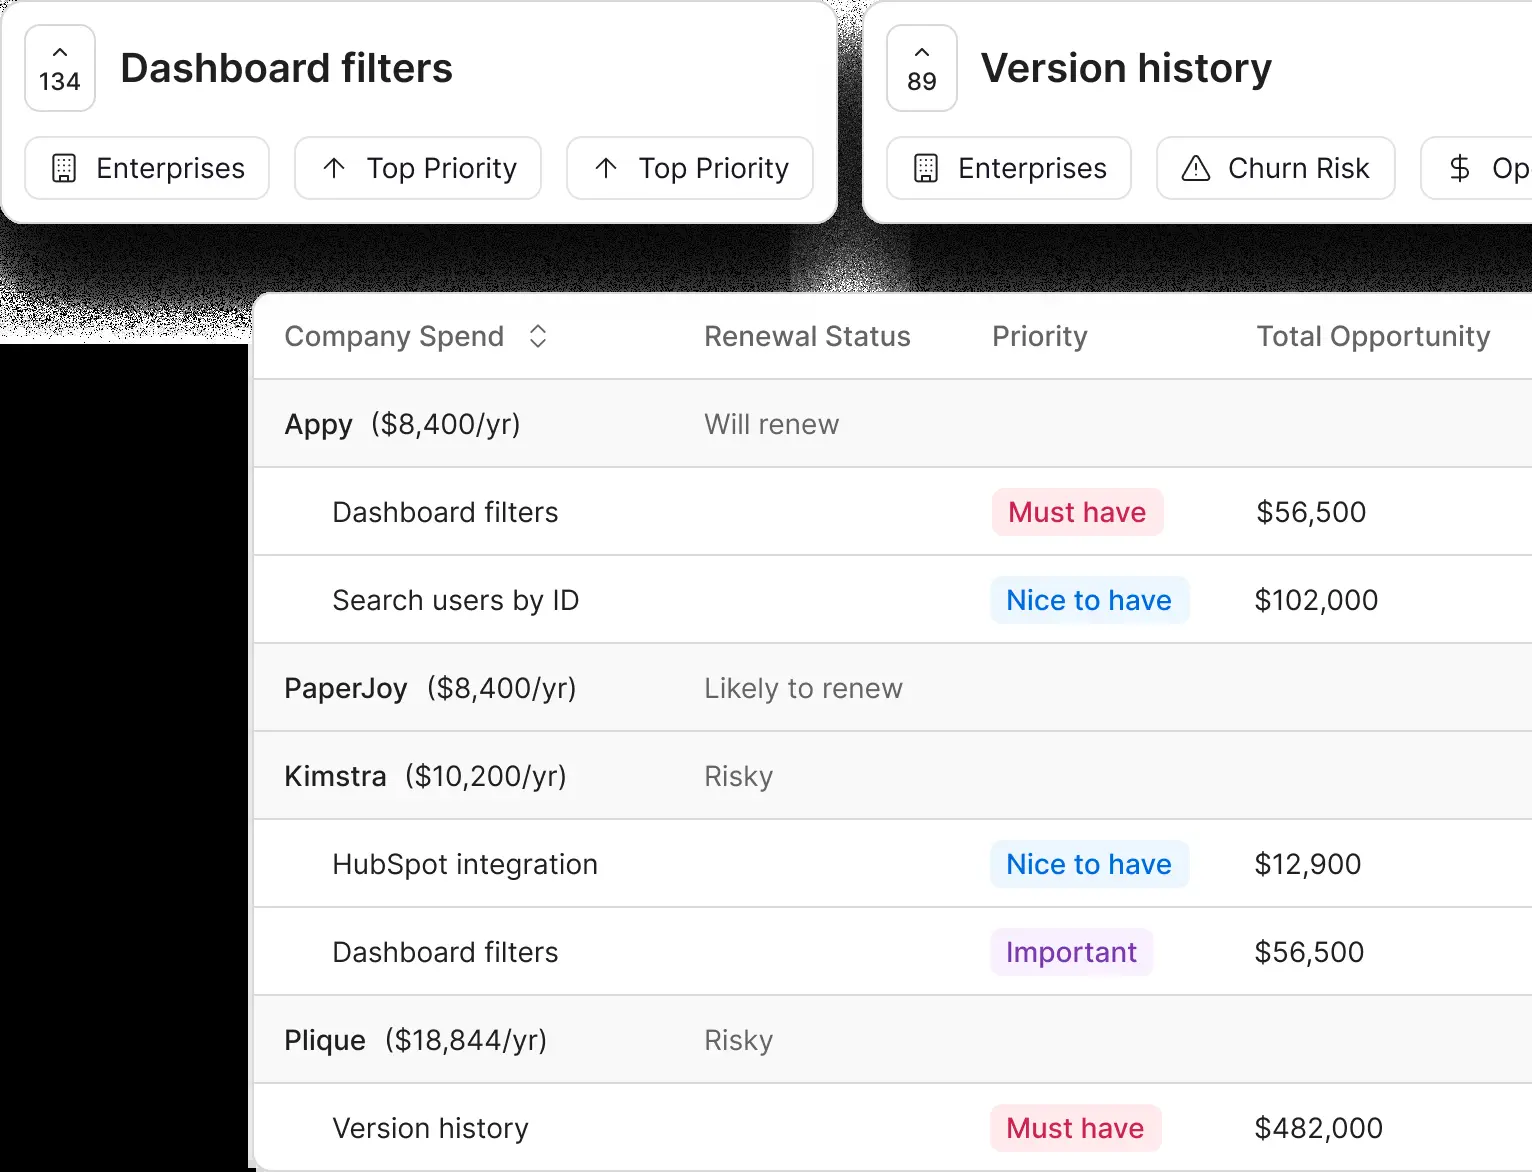 134
Dashboard filters
Enterprises
Top Priority
Top Priority
89
Version history
Enterprises
Churn Risk
$
Company Spend Renewal Status Priority Total Opportunity
Appy ($8,400/yr) Will renew
Dashboard filters Must have $56,500
Search users by ID Nice to have $102,000
PaperJoy ($8,400/yr) Likely to renew
Kimstra ($10,200/yr) Risky
HubSpot integration Nice to have $12,900
Dashboard filters Important $56,500
Plique ($18,844/yr) Risky
Version history Must have $482,000